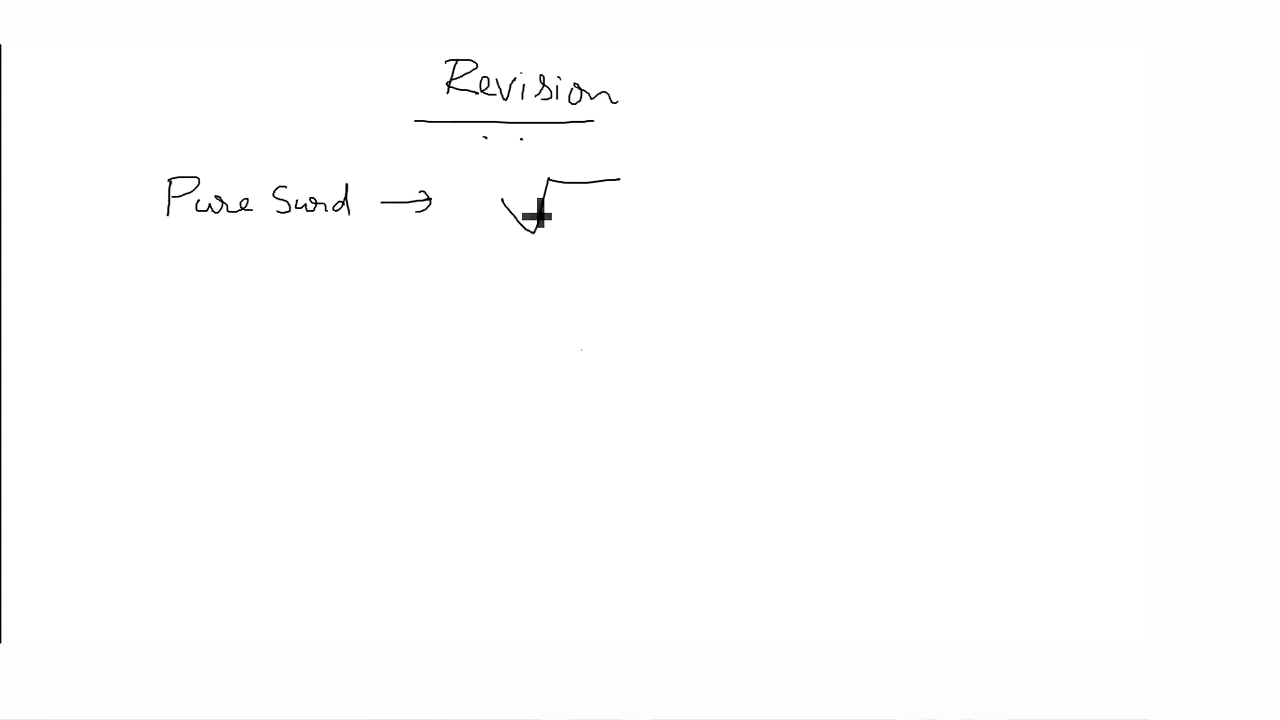 Revision
Pure Surd → √